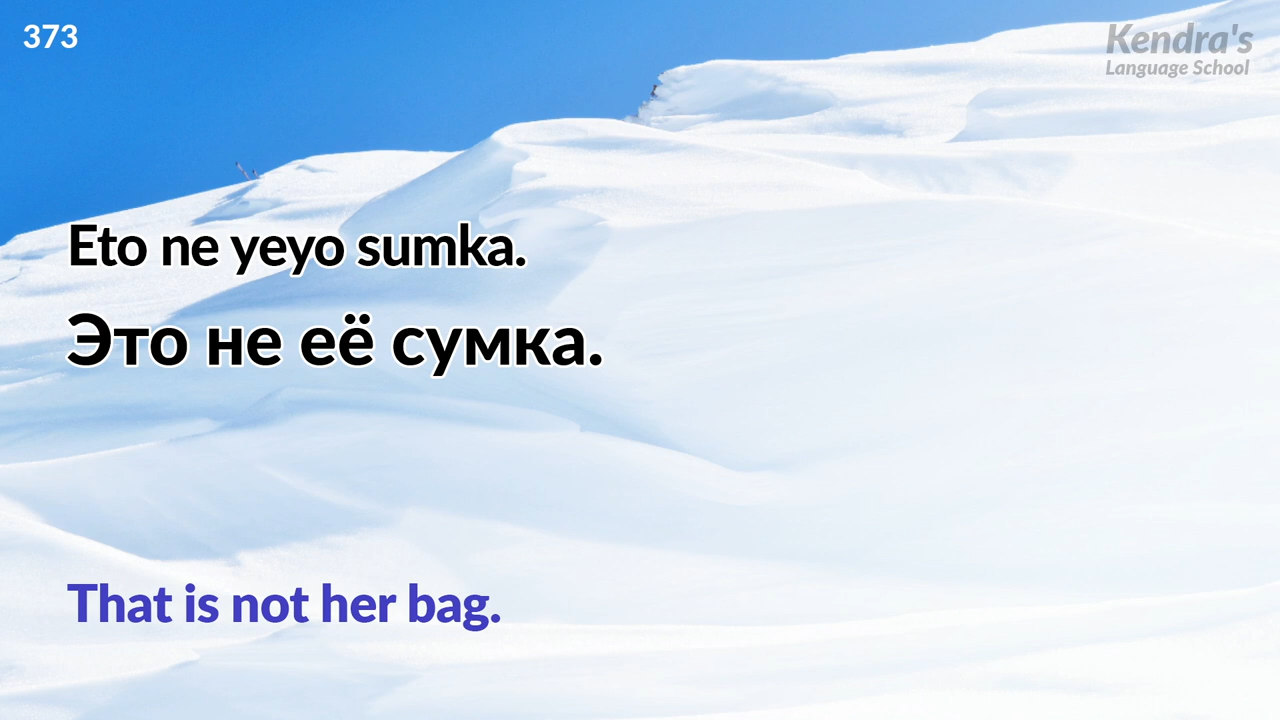 373
Kendra's
Language School
Eto ne yeyo sumka.
Это не её сумка.
That is not her bag.